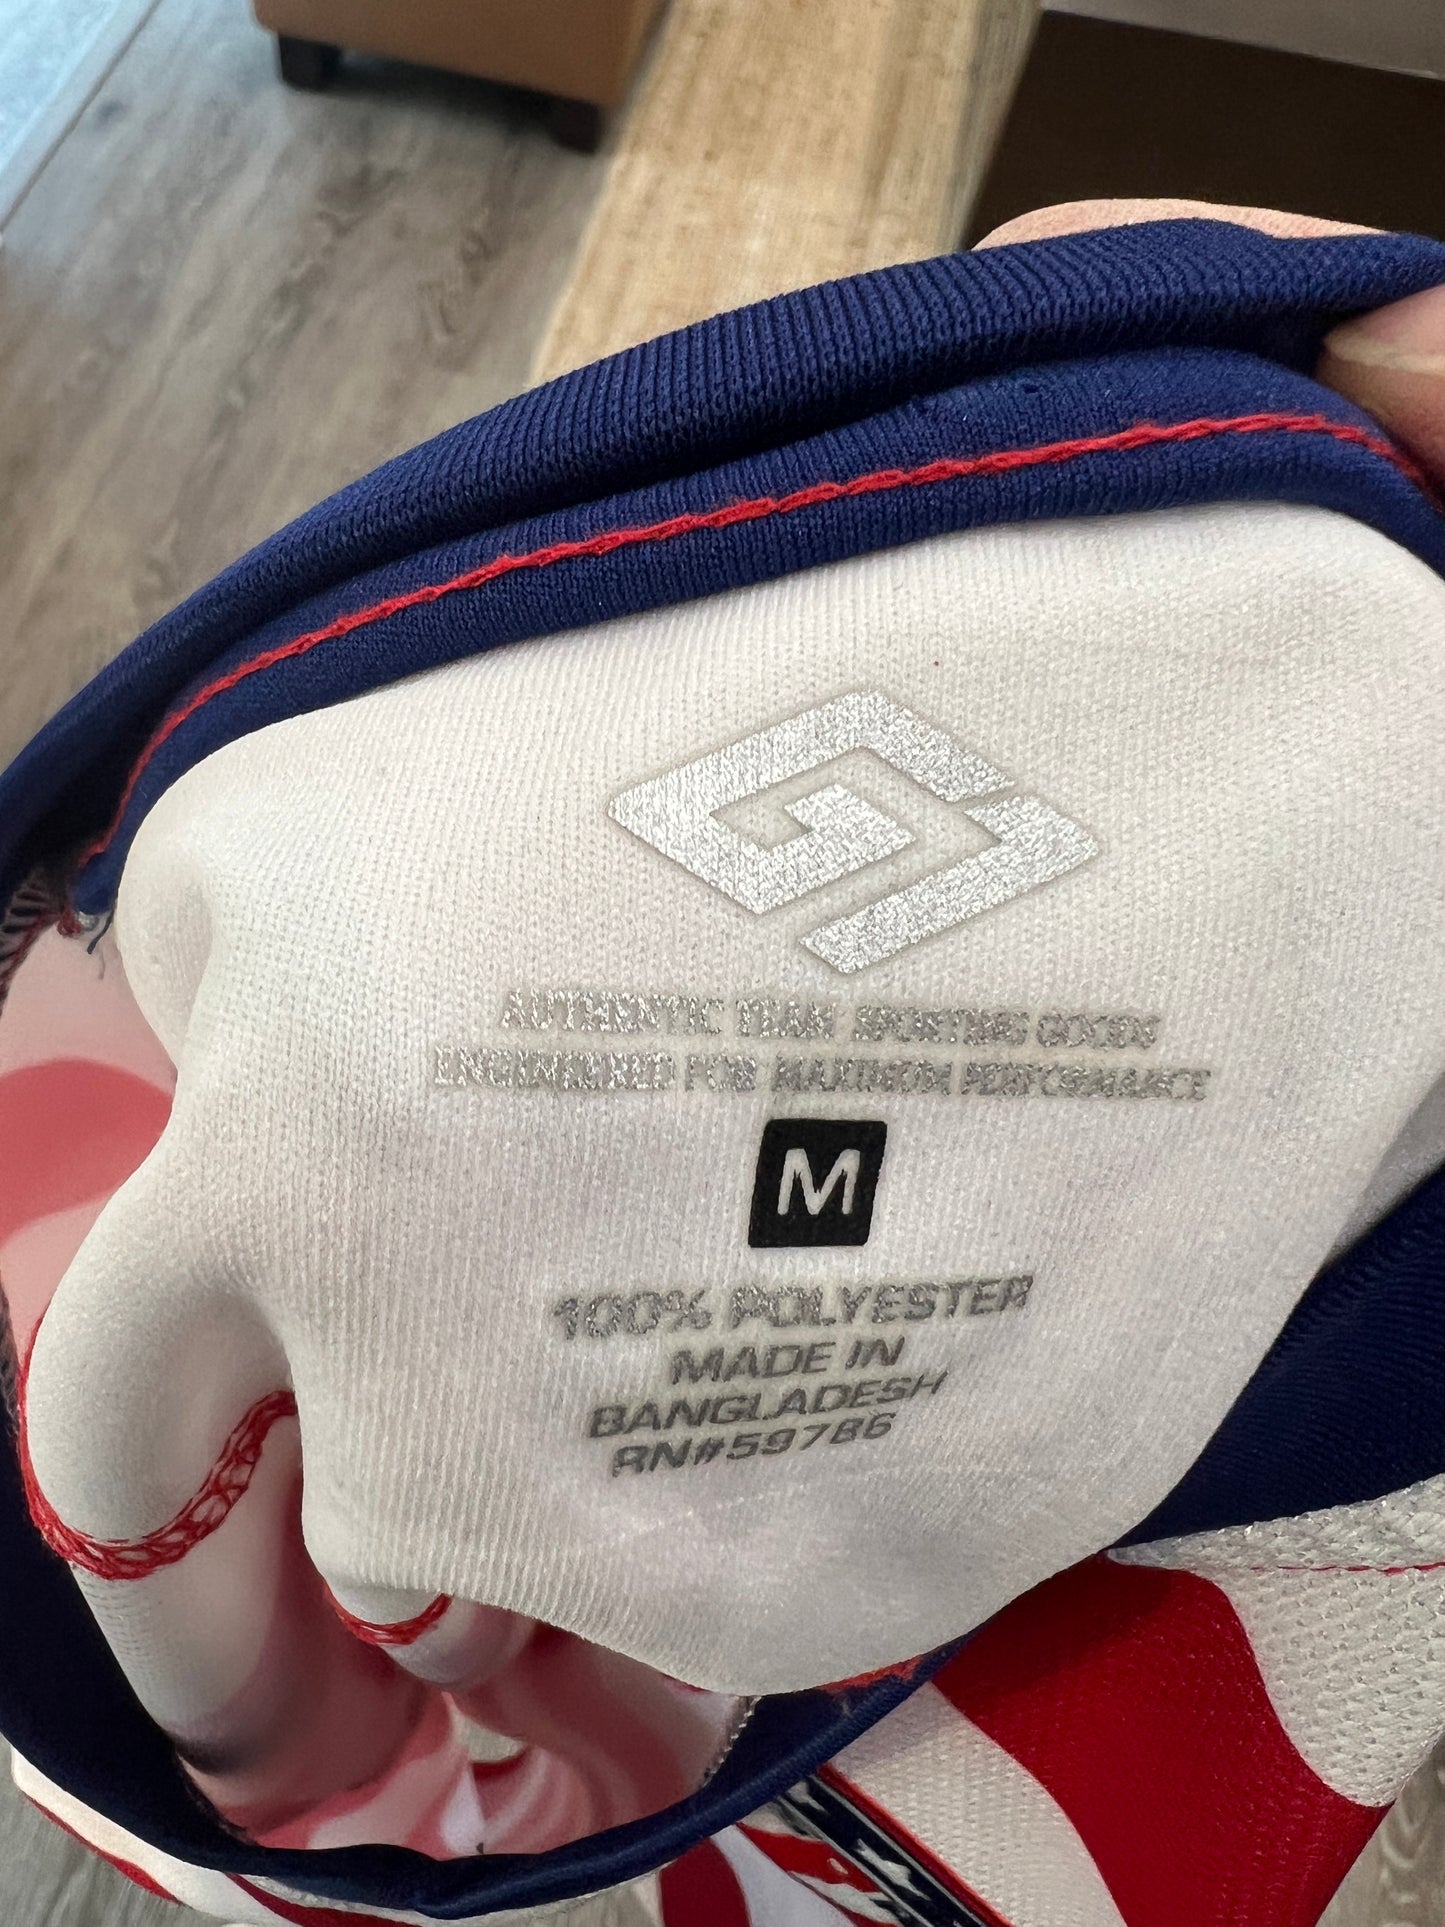 AUTHENTIC TEAM SPORTING GOODS
ENGINEERED FOR MAXIMUM PERFORMANCE
M
100% POLYESTER
MADE IN
BANGLADESH
RN#59786